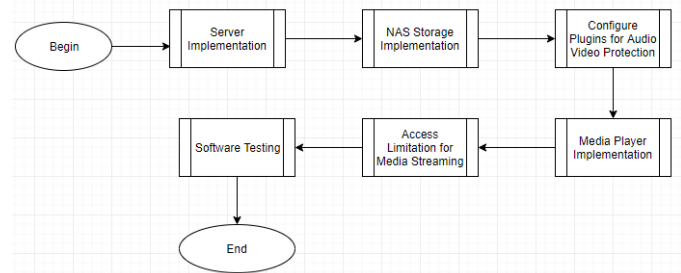 Begin
Server
Implementation
NAS Storage
Implementation
Configure
Plugins for Audio
Video Protection
Media Player
Implementation
Access
Limitation for
Media Streaming
Software Testing
End